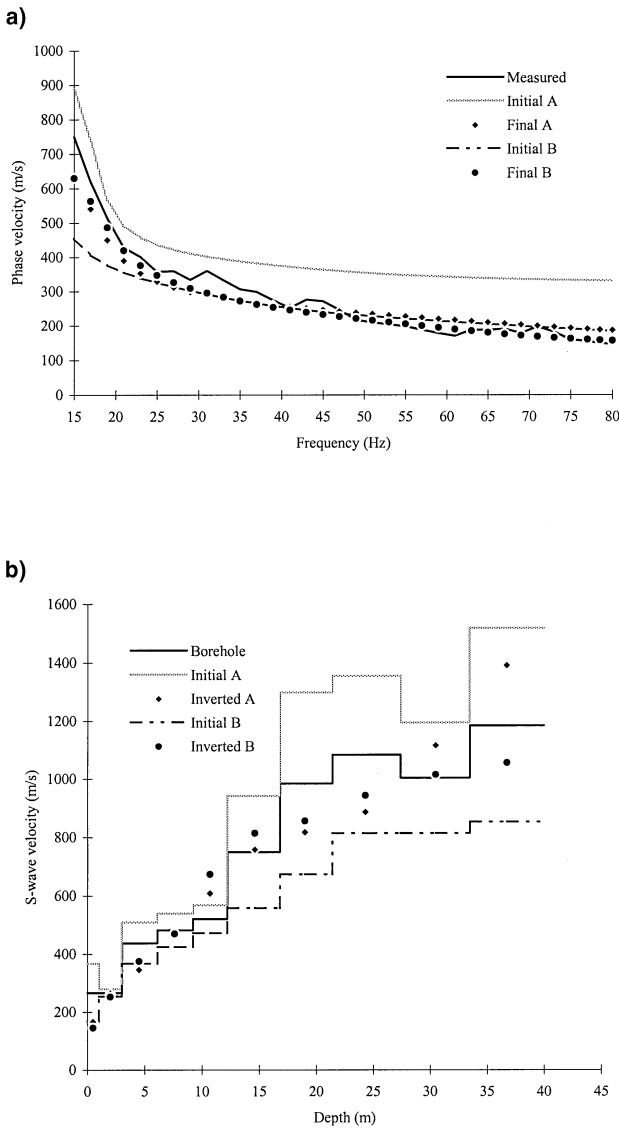 a)
1000
900
800
700
600
500
400
300
200
100
0
Phase velocity (m/s)
Measured
Initial A
Final A
Initial B
Final B
15 20 25 30 35 40 45 50 55 60 65 70 75 80
Frequency (Hz)
b)
1600
1400
1200
1000
800
600
400
200
0
S-wave velocity (m/s)
Borehole
Initial A
Inverted A
Initial B
Inverted B
0 5 10 15 20 25 30 35 40 45
Depth (m)